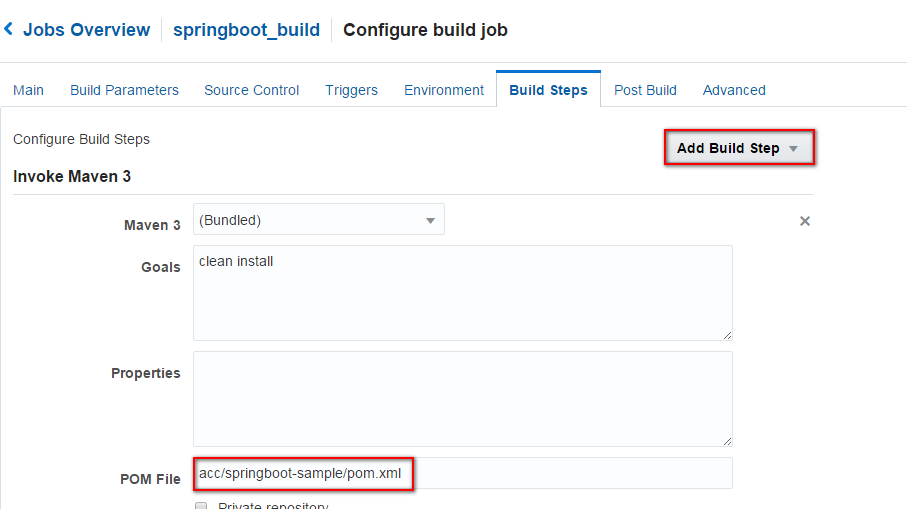 Jobs Overview springboot_build Configure build job
Main Build Parameters Source Control Triggers Environment Build Steps Post Build Advanced
Configure Build Steps
Add Build Step
Invoke Maven 3
Maven 3 (Bundled)
Goals clean install
Properties
POM File acc/springboot-sample/pom.xml
Private repository